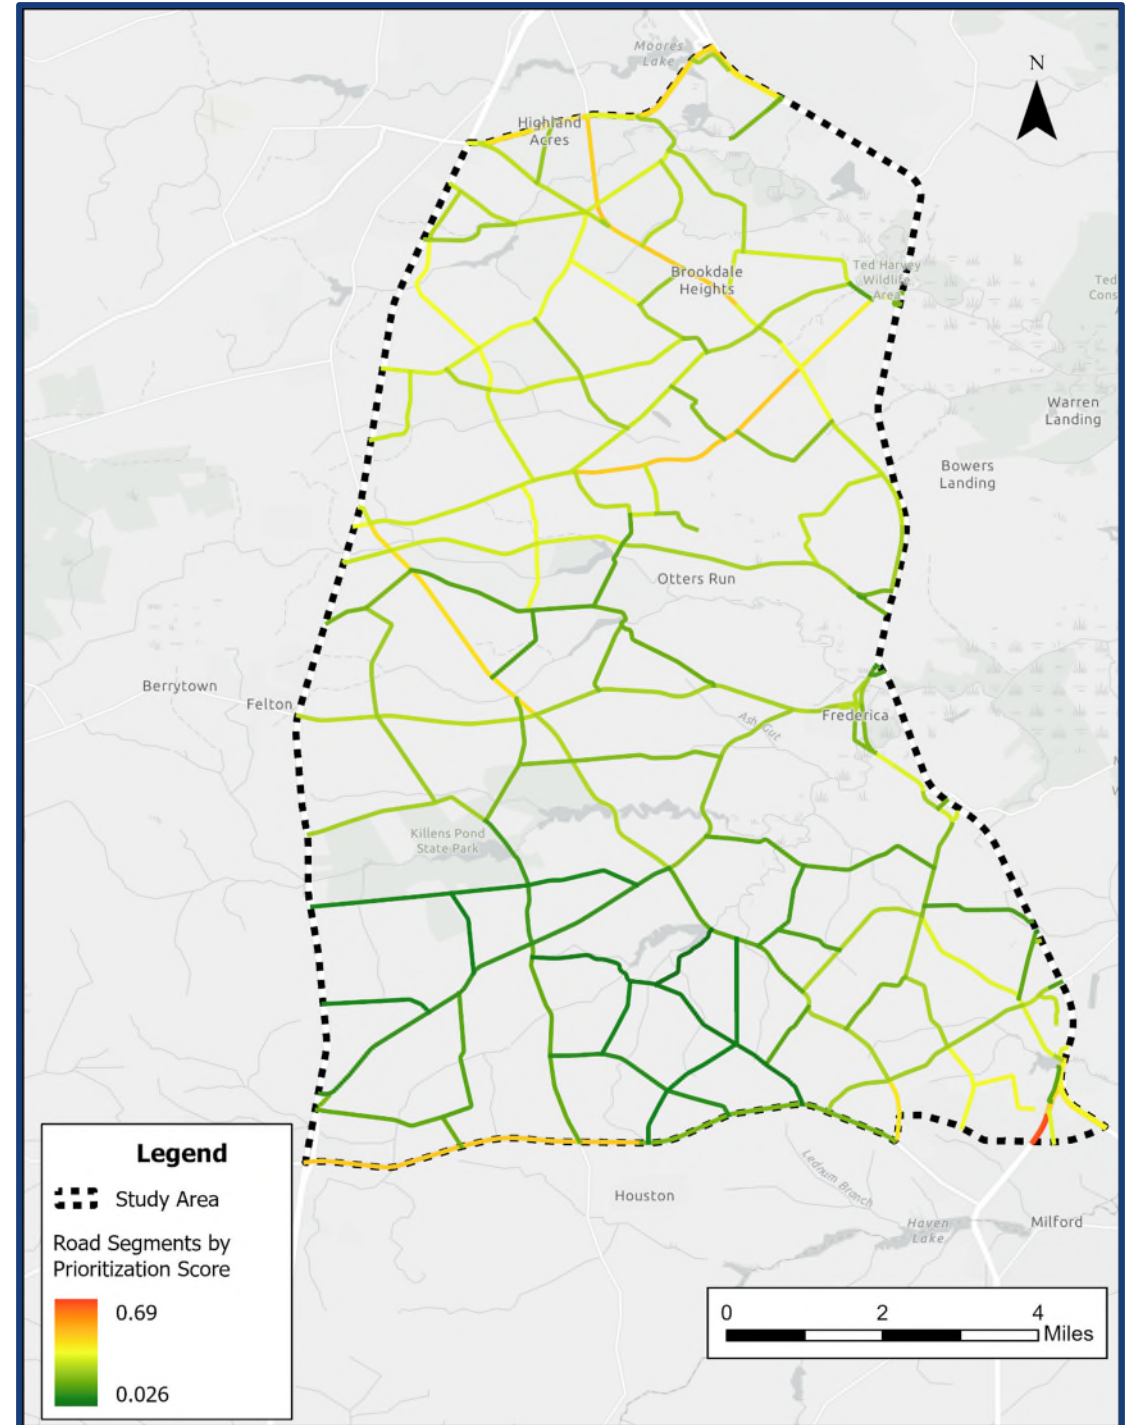 Moores
Lake
N
Highland
Acres
Ted Harvey
Wildlife
Area
Brookdale
Heights
Ted
Cons
Warren
Landing
Bowers
Landing
Otters Run
Berrytown
Felton
Frederica
Ash Gut
Killens Pond
State Park
Legend
Study Area
Road Segments by
Prioritization Score
0.69
0.026
Houston
Ledbum Branch
Haven
Lake
Milford
0 2 4
Miles